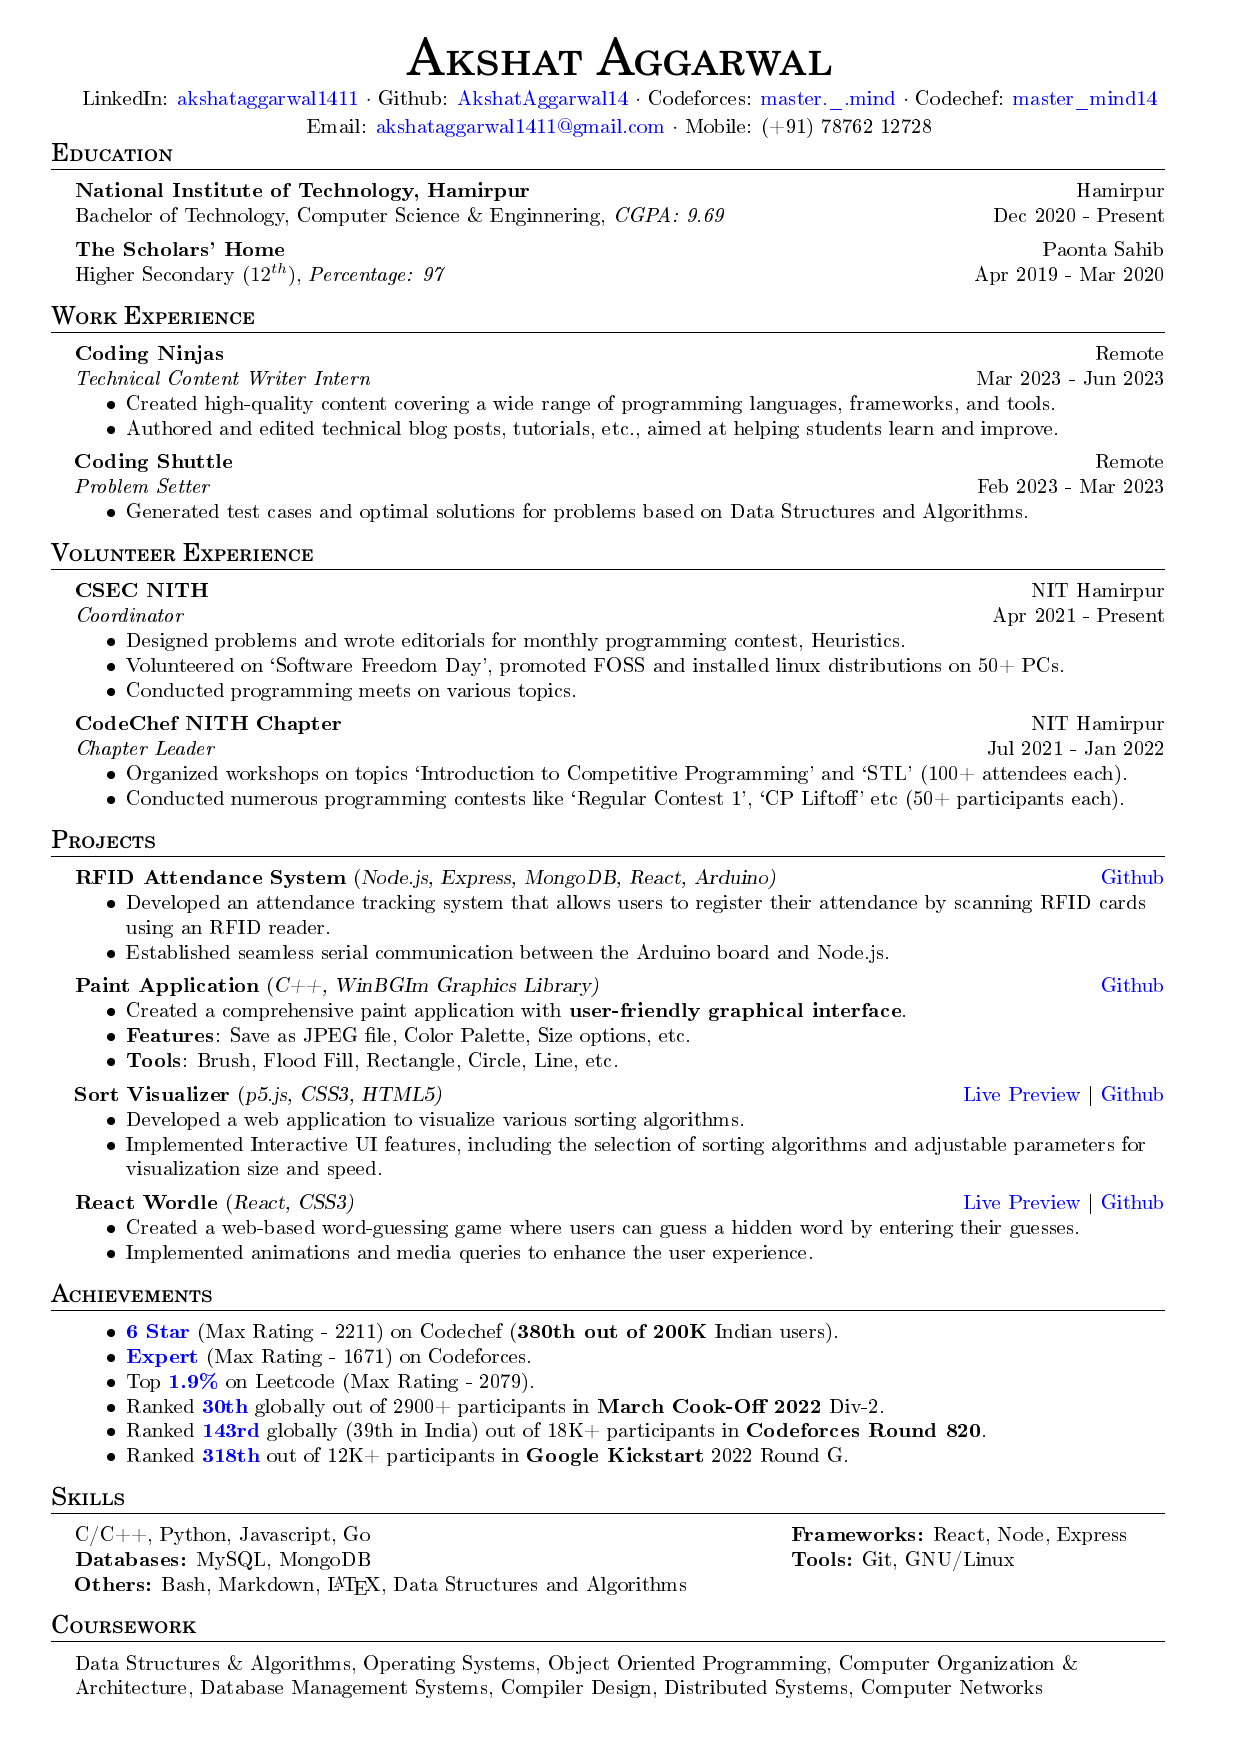 Akshat Aggarwal
LinkedIn: akshataggarwal1411 · Github: AkshatAggarwal14 · Codeforces: master._.mind · Codechef: master_mind14
Email: akshataggarwal1411@gmail.com · Mobile: (+91) 78762 12728
Education
National Institute of Technology, Hamirpur Hamirpur
Bachelor of Technology, Computer Science & Enginnering, CGPA: 9.69 Dec 2020 - Present
The Scholars' Home Paonta Sahib
Higher Secondary (12th), Percentage: 97 Apr 2019 - Mar 2020
Work Experience
Coding Ninjas Remote
Technical Content Writer Intern Mar 2023 - Jun 2023
• Created high-quality content covering a wide range of programming languages, frameworks, and tools.
• Authored and edited technical blog posts, tutorials, etc., aimed at helping students learn and improve.
Coding Shuttle Remote
Problem Setter Feb 2023 - Mar 2023
• Generated test cases and optimal solutions for problems based on Data Structures and Algorithms.
Volunteer Experience
CSEC NITH NIT Hamirpur
Coordinator Apr 2021 - Present
• Designed problems and wrote editorials for monthly programming contest, Heuristics.
• Volunteered on ‘Software Freedom Day’, promoted FOSS and installed linux distributions on 50+ PCs.
• Conducted programming meets on various topics.
CodeChef NITH Chapter NIT Hamirpur
Chapter Leader Jul 2021 - Jan 2022
• Organized workshops on topics ‘Introduction to Competitive Programming’ and ‘STL’ (100+ attendees each).
• Conducted numerous programming contests like ‘Regular Contest 1’, ‘CP Liftoff’ etc (50+ participants each).
Projects
RFID Attendance System (Node.js, Express, MongoDB, React, Arduino) Github
• Developed an attendance tracking system that allows users to register their attendance by scanning RFID cards
using an RFID reader.
• Established seamless serial communication between the Arduino board and Node.js.
Paint Application (C++, WinBGIm Graphics Library) Github
• Created a comprehensive paint application with user-friendly graphical interface.
• Features: Save as JPEG file, Color Palette, Size options, etc.
• Tools: Brush, Flood Fill, Rectangle, Circle, Line, etc.
Sort Visualizer (p5.js, CSS3, HTML5) Live Preview | Github
• Developed a web application to visualize various sorting algorithms.
• Implemented Interactive UI features, including the selection of sorting algorithms and adjustable parameters for
visualization size and speed.
React Wordle (React, CSS3) Live Preview | Github
• Created a web-based word-guessing game where users can guess a hidden word by entering their guesses.
• Implemented animations and media queries to enhance the user experience.
Achievements
• 6 Star (Max Rating - 2211) on Codechef (380th out of 200K Indian users).
• Expert (Max Rating - 1671) on Codeforces.
• Top 1.9% on Leetcode (Max Rating - 2079).
• Ranked 30th globally out of 2900+ participants in March Cook-Off 2022 Div-2.
• Ranked 143rd globally (39th in India) out of 18K+ participants in Codeforces Round 820.
• Ranked 318th out of 12K+ participants in Google Kickstart 2022 Round G.
Skills
C/C++, Python, Javascript, Go Frameworks: React, Node, Express
Databases: MySQL, MongoDB Tools: Git, GNU/Linux
Others: Bash, Markdown, LATEX, Data Structures and Algorithms
Coursework
Data Structures & Algorithms, Operating Systems, Object Oriented Programming, Computer Organization &
Architecture, Database Management Systems, Compiler Design, Distributed Systems, Computer Networks